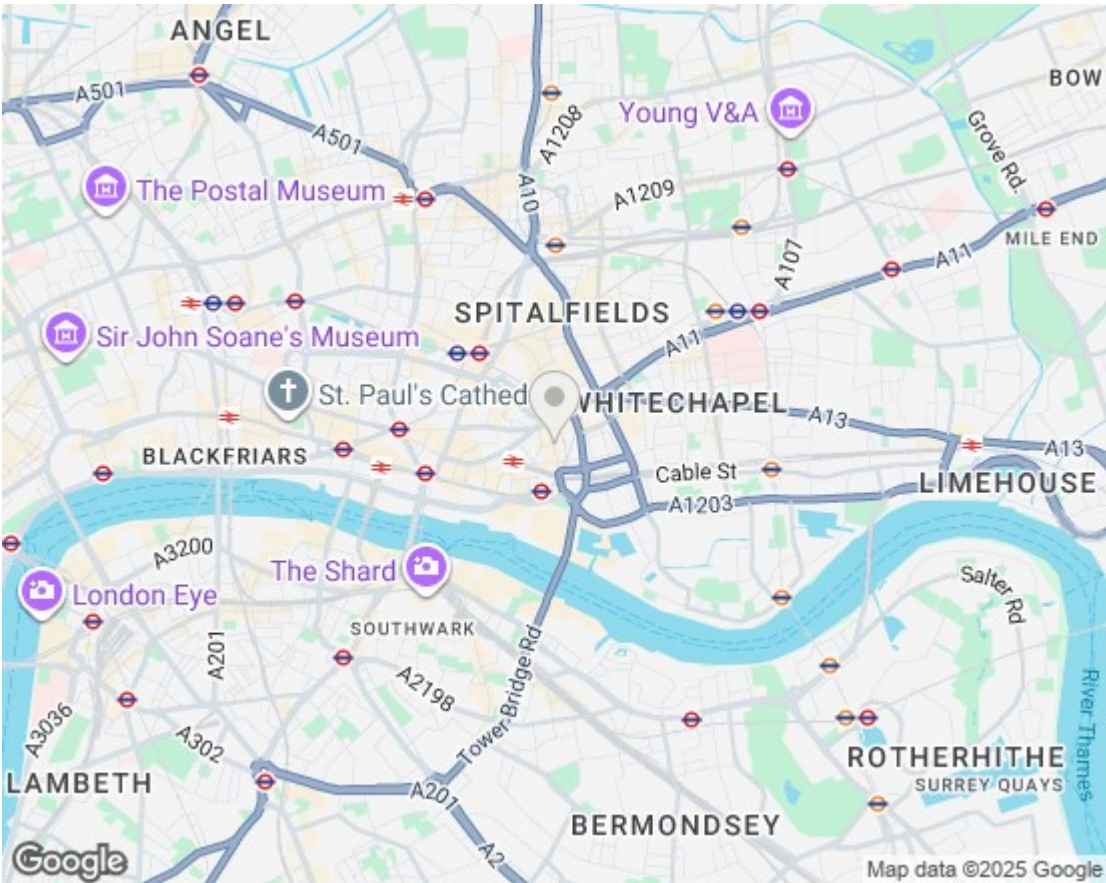 ANGEL
A501
A501
A1208
Young V&A
BOW
Grove Rd.
The Postal Museum
A10
A1209
MILE END
A107
A11
SPITALFIELDS
Sir John Soane's Museum
A11
St. Paul's Cathed
WHITECHAPEL
A13
A13
BLACKFRIARS
Cable St
LIMEHOUSE
A1203
A3200
The Shard
London Eye
Salter Rd
SOUTHWARK
A201
A2198
Tower Bridge Rd
River Thames
A3036
A302
ROTHERHITHE
LAMBETH
SURREY QUAYS
A201
BERMONDSEY
A2
Google
Map data ©2025 Google